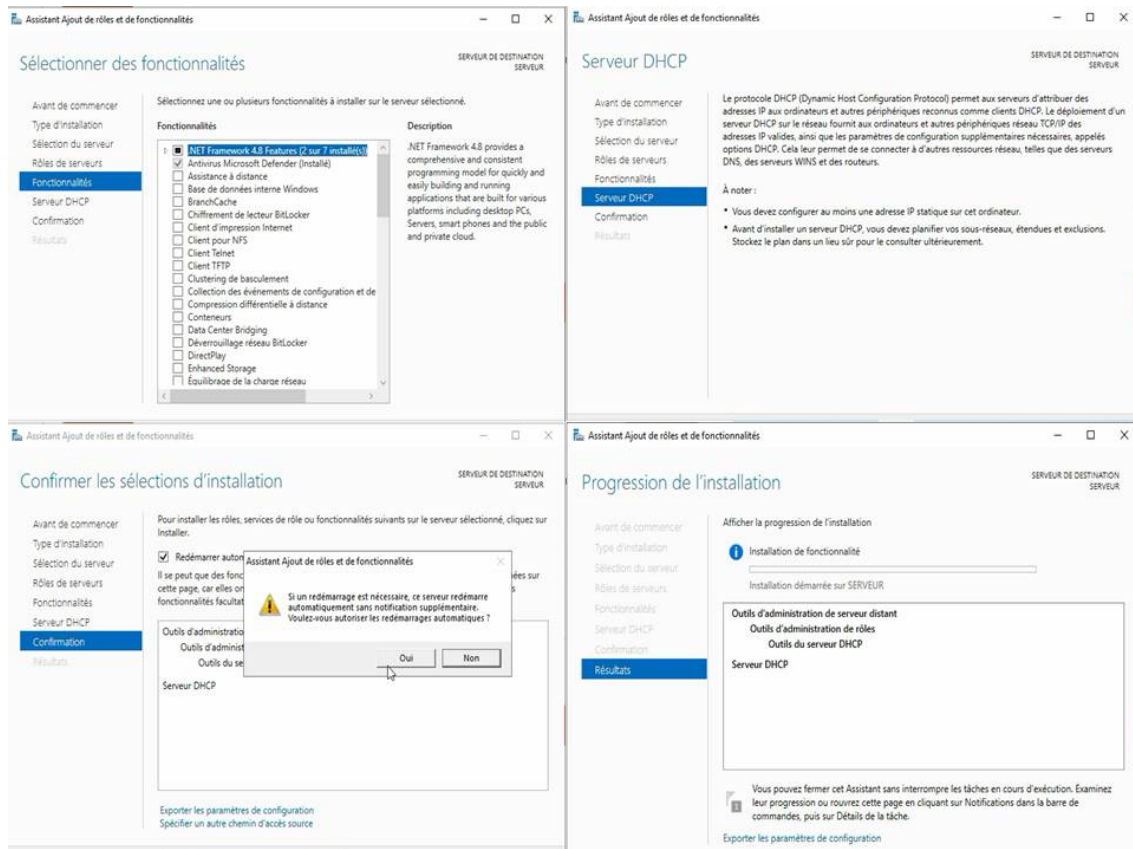 Assistant Ajout de rôles et de fonctionnalités
Sélectionner des fonctionnalités
SERVEUR DE DESTINATION
SERVEUR
Avant de commencer
Type d'installation
Sélection du serveur
Rôles de serveurs
Fonctionnalités
Serveur DHCP
Confirmation
Résultats
Sélectionnez une ou plusieurs fonctionnalités à installer sur le serveur sélectionné.
Fonctionnalités
.NET Framework 4.8 Features (2 sur 7 installé(s))
Antivirus Microsoft Defender (Installé)
Assistance à distance
Base de données interne Windows
BranchCache
Chiffrement de lecteur BitLocker
Client d'impression Internet
Client pour NFS
Client Telnet
Client TFTP
Clustering de basculement
Collection des événements de configuration et de
Compression différentielle à distance
Conteneurs
Data Center Bridging
Déverrouillage réseau BitLocker
DirectPlay
Enhanced Storage
Équilibrage de la charge réseau
Description
.NET Framework 4.8 provides a
comprehensive and consistent
programming model for quickly and
easily building and running
applications that are built for various
platforms including desktop PCs,
Servers, smart phones and the public
and private cloud.
Assistant Ajout de rôles et de fonctionnalités
Serveur DHCP
SERVEUR DE DESTINATION
SERVEUR
Avant de commencer
Type d'installation
Sélection du serveur
Rôles de serveurs
Fonctionnalités
Serveur DHCP
Confirmation
Résultats
Le protocole DHCP (Dynamic Host Configuration Protocol) permet aux serveurs d'attribuer des
adresses IP aux ordinateurs et autres périphériques reconnus comme clients DHCP. Le déploiement d'un
serveur DHCP sur le réseau fournit aux ordinateurs et autres périphériques réseau TCP/IP des
adresses IP valides, ainsi que les paramètres de configuration supplémentaires nécessaires, appelés
options DHCP. Cela leur permet de se connecter à d'autres ressources réseau, telles que des serveurs
DNS, des serveurs WINS et des routeurs.
À noter :
• Vous devez configurer au moins une adresse IP statique sur cet ordinateur.
• Avant d'installer un serveur DHCP, vous devez planifier vos sous-réseaux, étendues et exclusions.
Stockez le plan dans un lieu sûr pour le consulter ultérieurement.
Assistant Ajout de rôles et de fonctionnalités
Confirmer les sélections d'installation
SERVEUR DE DESTINATION
SERVEUR
Avant de commencer
Type d'installation
Sélection du serveur
Rôles de serveurs
Fonctionnalités
Serveur DHCP
Confirmation
Résultats
Pour installer les rôles, services de rôle ou fonctionnalités suivants sur le serveur sélectionné, cliquez sur
Installer.
Redémarrer autom
Il se peut que des fonc
ées sur
cette page, car elles on
s
fonctionnalités facultat
Outils d'administratio
Outils d'administ
Outils du se
Serveur DHCP
Assistant Ajout de rôles et de fonctionnalités
Si un redémarrage est nécessaire, ce serveur redémarre
automatiquement sans notification supplémentaire.
Voulez-vous autoriser les redémarrages automatiques ?
Oui
Non
Exporter les paramètres de configuration
Spécifier un autre chemin d'accès source
Assistant Ajout de rôles et de fonctionnalités
Progression de l'installation
SERVEUR DE DESTINATION
SERVEUR
Avant de commencer
Type d'installation
Sélection du serveur
Rôles de serveurs
Fonctionnalités
Serveur DHCP
Confirmation
Résultats
Afficher la progression de l'installation
Installation de fonctionnalité
Installation démarrée sur SERVEUR
Outils d'administration de serveur distant
Outils d'administration de rôles
Outils du serveur DHCP
Serveur DHCP
Vous pouvez fermer cet Assistant sans interrompre les tâches en cours d'exécution. Examinez
leur progression ou rouvrez cette page en cliquant sur Notifications dans la barre de
commandes, puis sur Détails de la tâche.
Exporter les paramètres de configuration